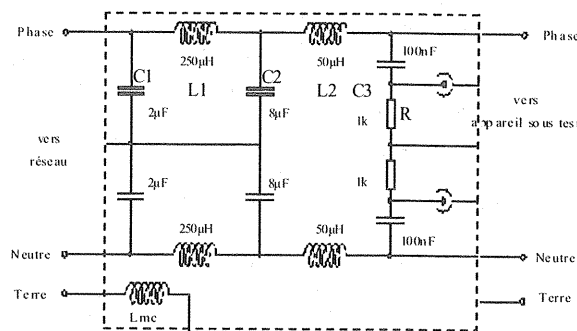 Phase
250µH
L1
50µH
L2
100nF
Phase
C1
2µF
C2
8µF
C3
1k
R
vers
appareil sous test
vers
réseau
2µF
8µF
1k
250µH
50µH
100nF
Neutre
Neutre
Terre
Lmc
Terre